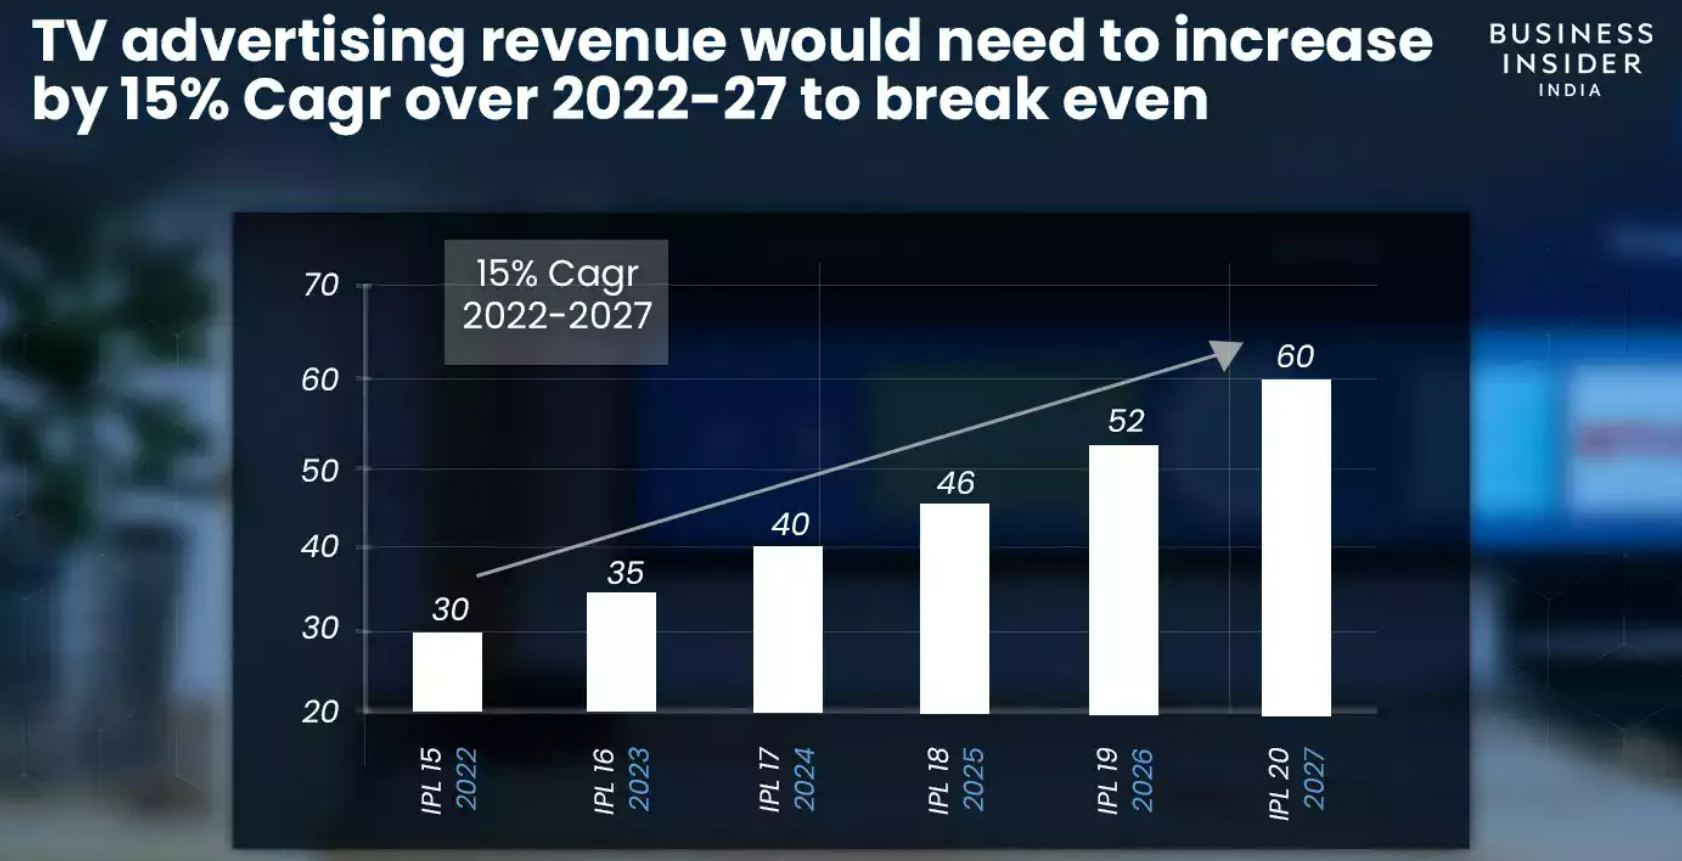 TV advertising revenue would need to increase
by 15% Cagr over 2022-27 to break even
BUSINESS
INSIDER
INDIA
15% Cagr
2022-2027
70
60
50
40
30
20
30
35
40
46
52
60
IPL 15
2022
IPL 16
2023
IPL 17
2024
IPL 18
2025
IPL 19
2026
IPL 20
2027